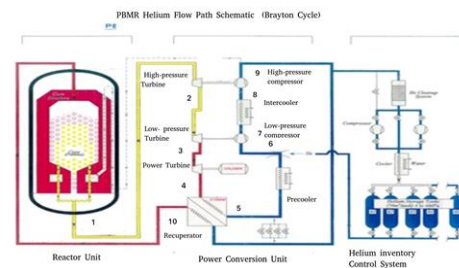 PBMR Helium Flow Path Schematic (Brayton Cycle)
High-pressure
Turbine
2
9 High-pressure
compressor
8
Intercooler
Low- pressure
Turbine
7 Low-pressure
compressor
6
3
Power Turbine
4
Precooler
5
1
10
Recuperator
Compressor
Cooler
Water
Reactor Unit
Power Conversion Unit
Helium inventory
Control System